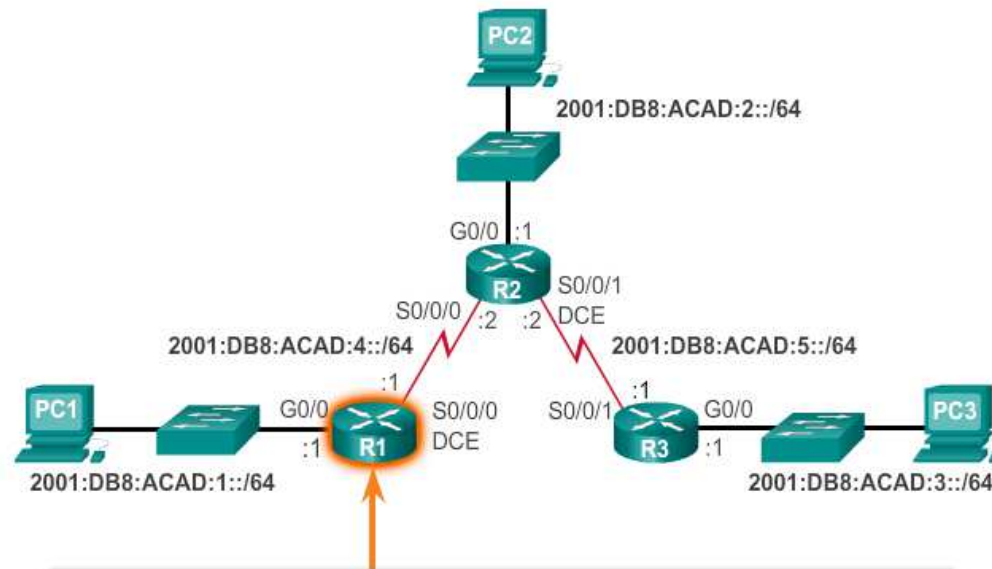 PC2
2001:DB8:ACAD:2::/64
G0/0 :1
R2
S0/0/1
DCE
S0/0/0
:2 :2
2001:DB8:ACAD:4::/64
2001:DB8:ACAD:5::/64
:1
:1
PC1
G0/0
S0/0/0
DCE
:1
R1
S0/0/1
G0/0
R3
:1
PC3
2001:DB8:ACAD:1::/64
2001:DB8:ACAD:3::/64